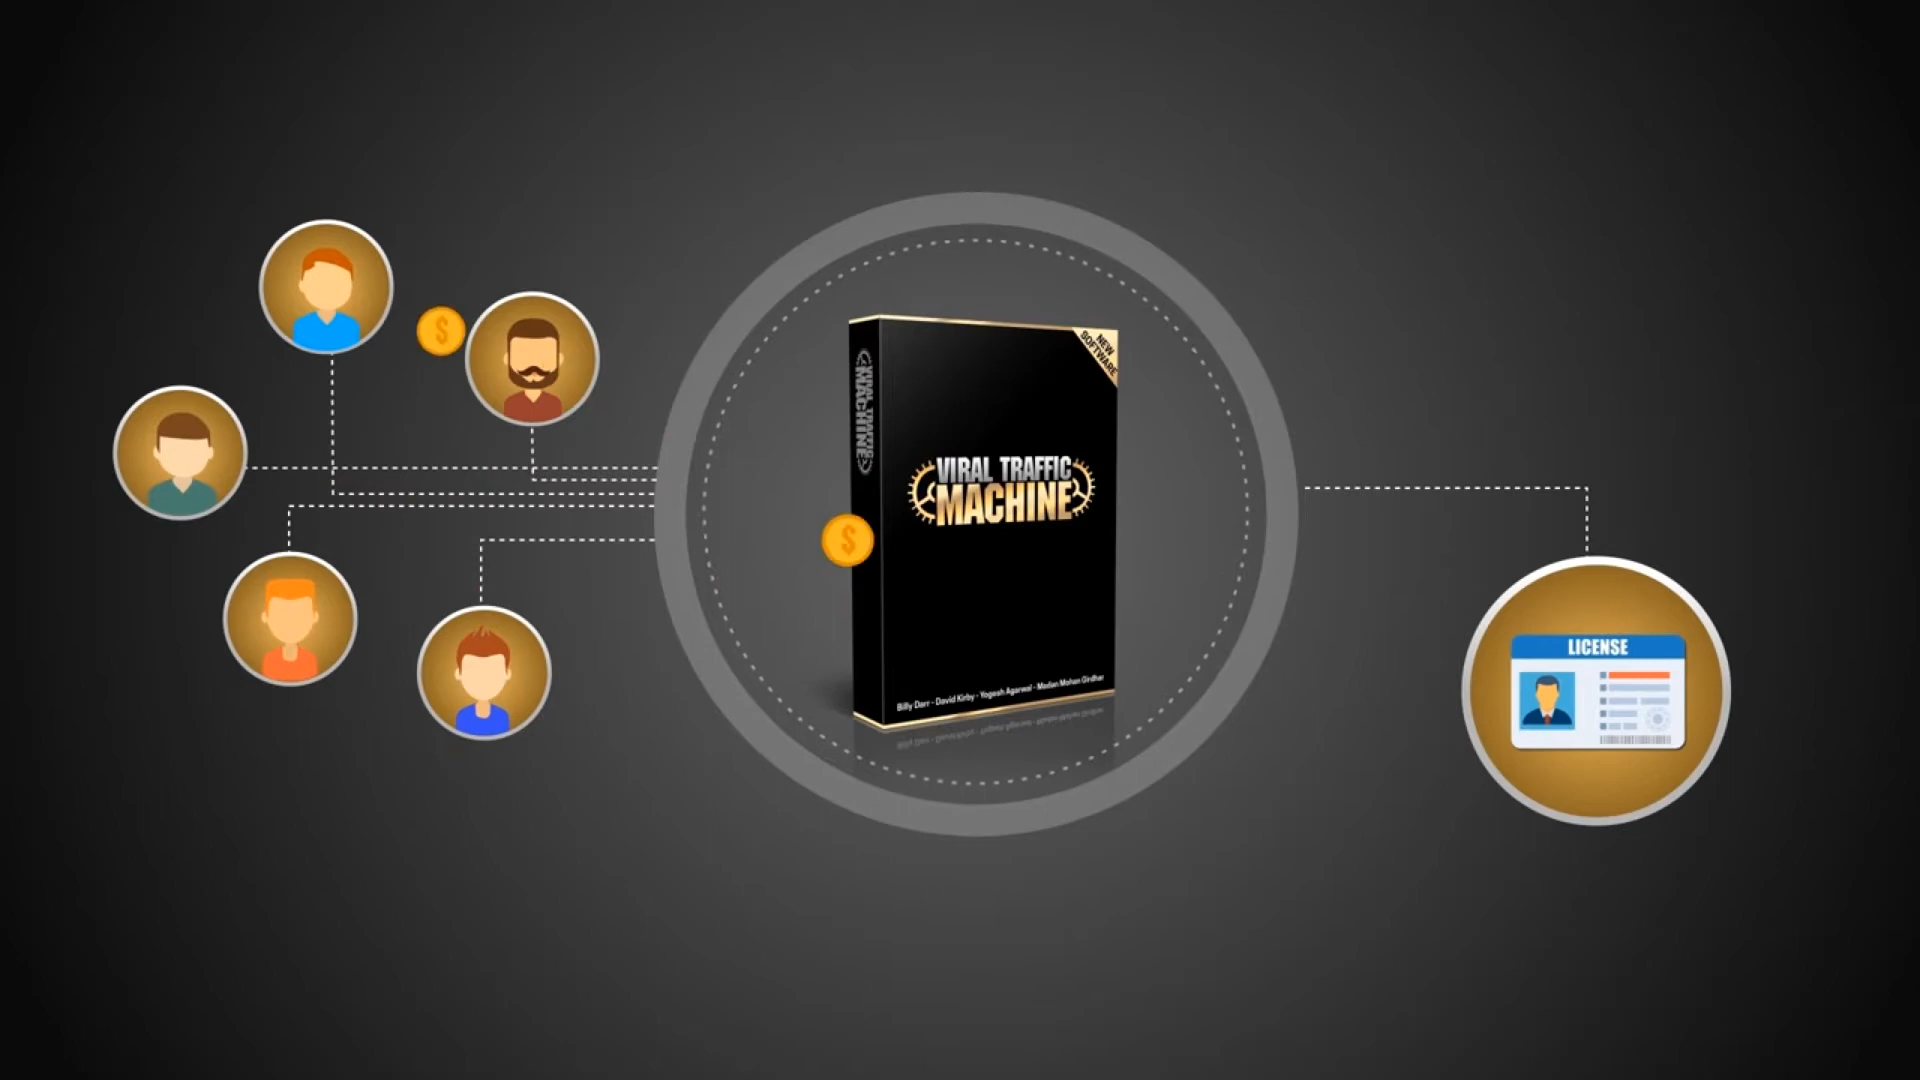 NEW
SOFTWARE
VIRAL TRAFFIC
MACHINE
VIRAL TRAFFIC
MACHINE
Billy Darr - David Kirby - Yogesh Agarwal - Madan Mohan Girdhar
$
$
LICENSE